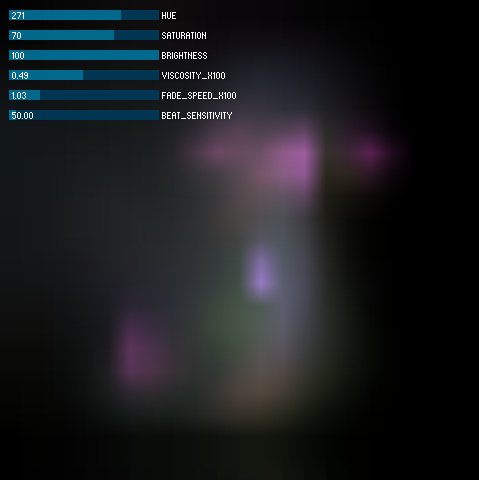 271 HUE
70 SATURATION
100 BRIGHTNESS
0.49 VISCOSITY_X100
1.03 FADE_SPEED_X100
50.00 BEAT_SENSITIVITY